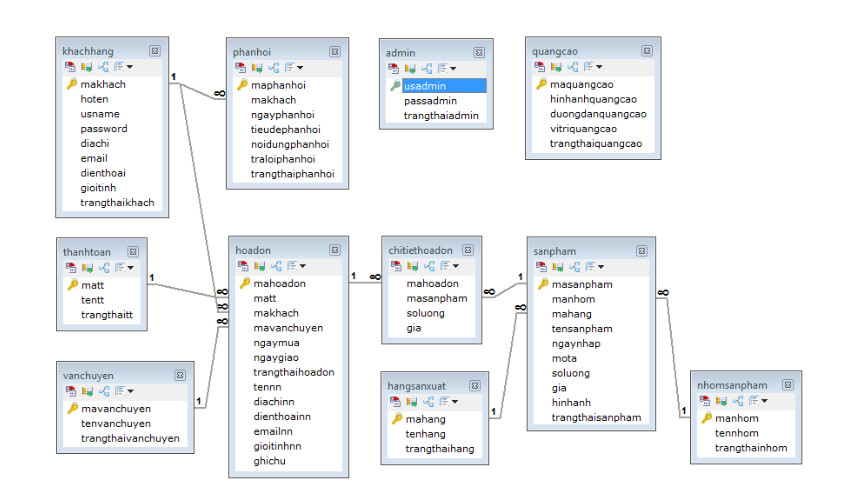 khachhang
makhach
hoten
usname
password
diachi
email
dienthoai
gioitinh
trangthaikhach
phanhoi
maphanhoi
makhach
ngayphanhoi
tieudephanhoi
noidungphanhoi
traloiphanhoi
trangthaiphanhoi
admin
usadmin
passadmin
trangthaiadmin
quangcao
maquangcao
hinhanhquangcao
duongdanquangcao
vitriquangcao
trangthaiquangcao
1
∞
thanhtoan
matt
tentt
trangthaitt
1
∞
∞
∞
hoadon
mahoadon
matt
makhach
mavanchuyen
ngaymua
ngaygiao
trangthaihoadon
tennn
diachinn
dienthoainn
emailnn
gioitinhnn
ghichu
1
∞
chitiethoadon
mahoadon
masanpham
soluong
gia
∞
1
∞
sanpham
masanpham
manhom
mahang
tensanpham
ngaynhap
mota
soluong
gia
hinhanh
trangthaisanpham
∞
vanchuyen
mavanchuyen
tenvanchuyen
trangthaivanchuyen
1
hangsanxuat
mahang
tenhang
trangthaihang
1
1
nhomsanpham
manhom
tennhom
trangthainhom